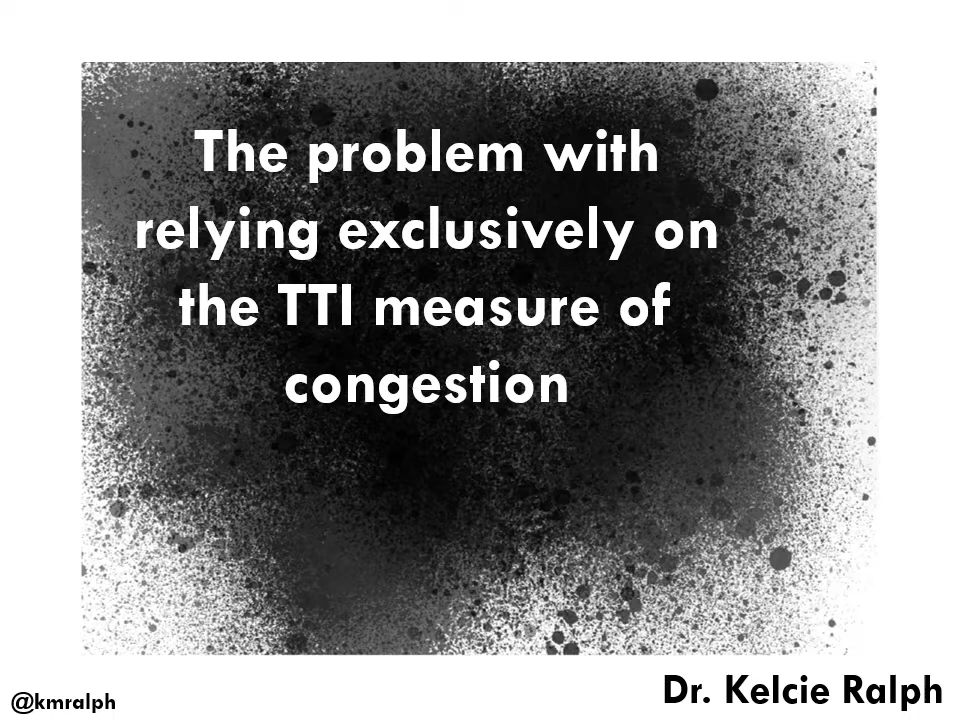 The problem with
relying exclusively on
the TTI measure of
congestion
@kmralph
Dr. Kelcie Ralph